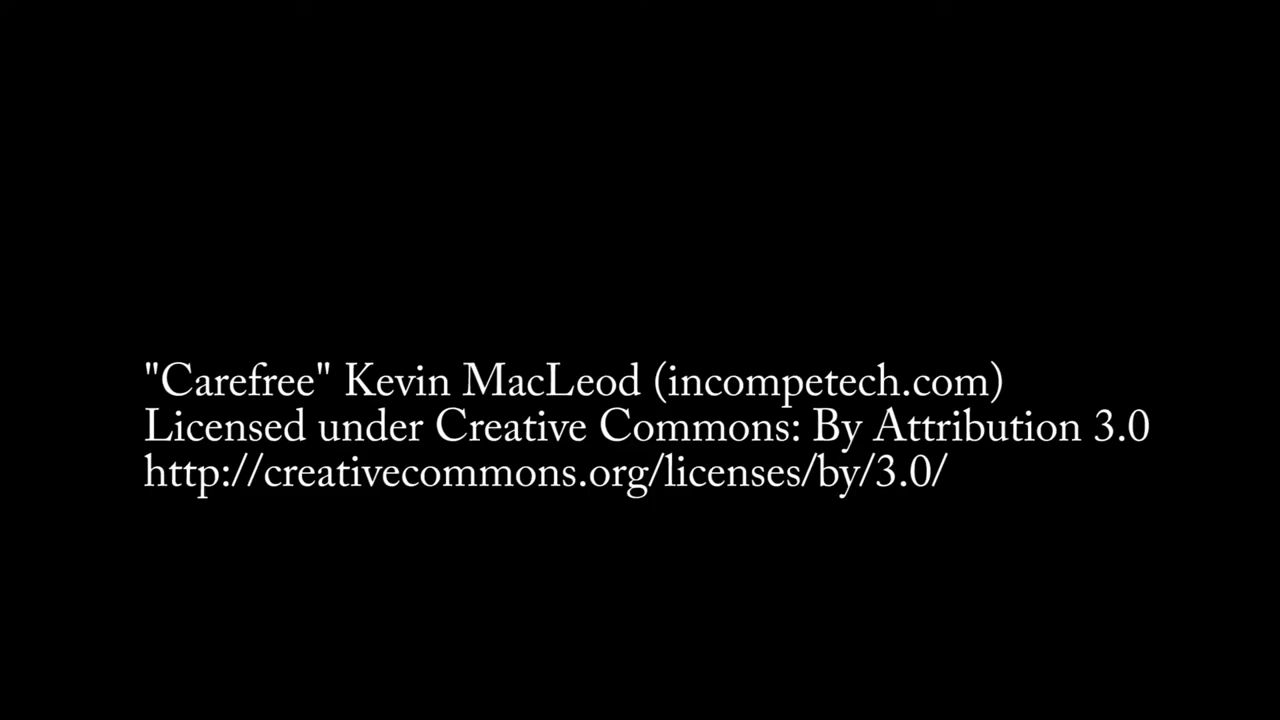 "Carefree" Kevin MacLeod (incompetech.com)
Licensed under Creative Commons: By Attribution 3.0
http://creativecommons.org/licenses/by/3.0/